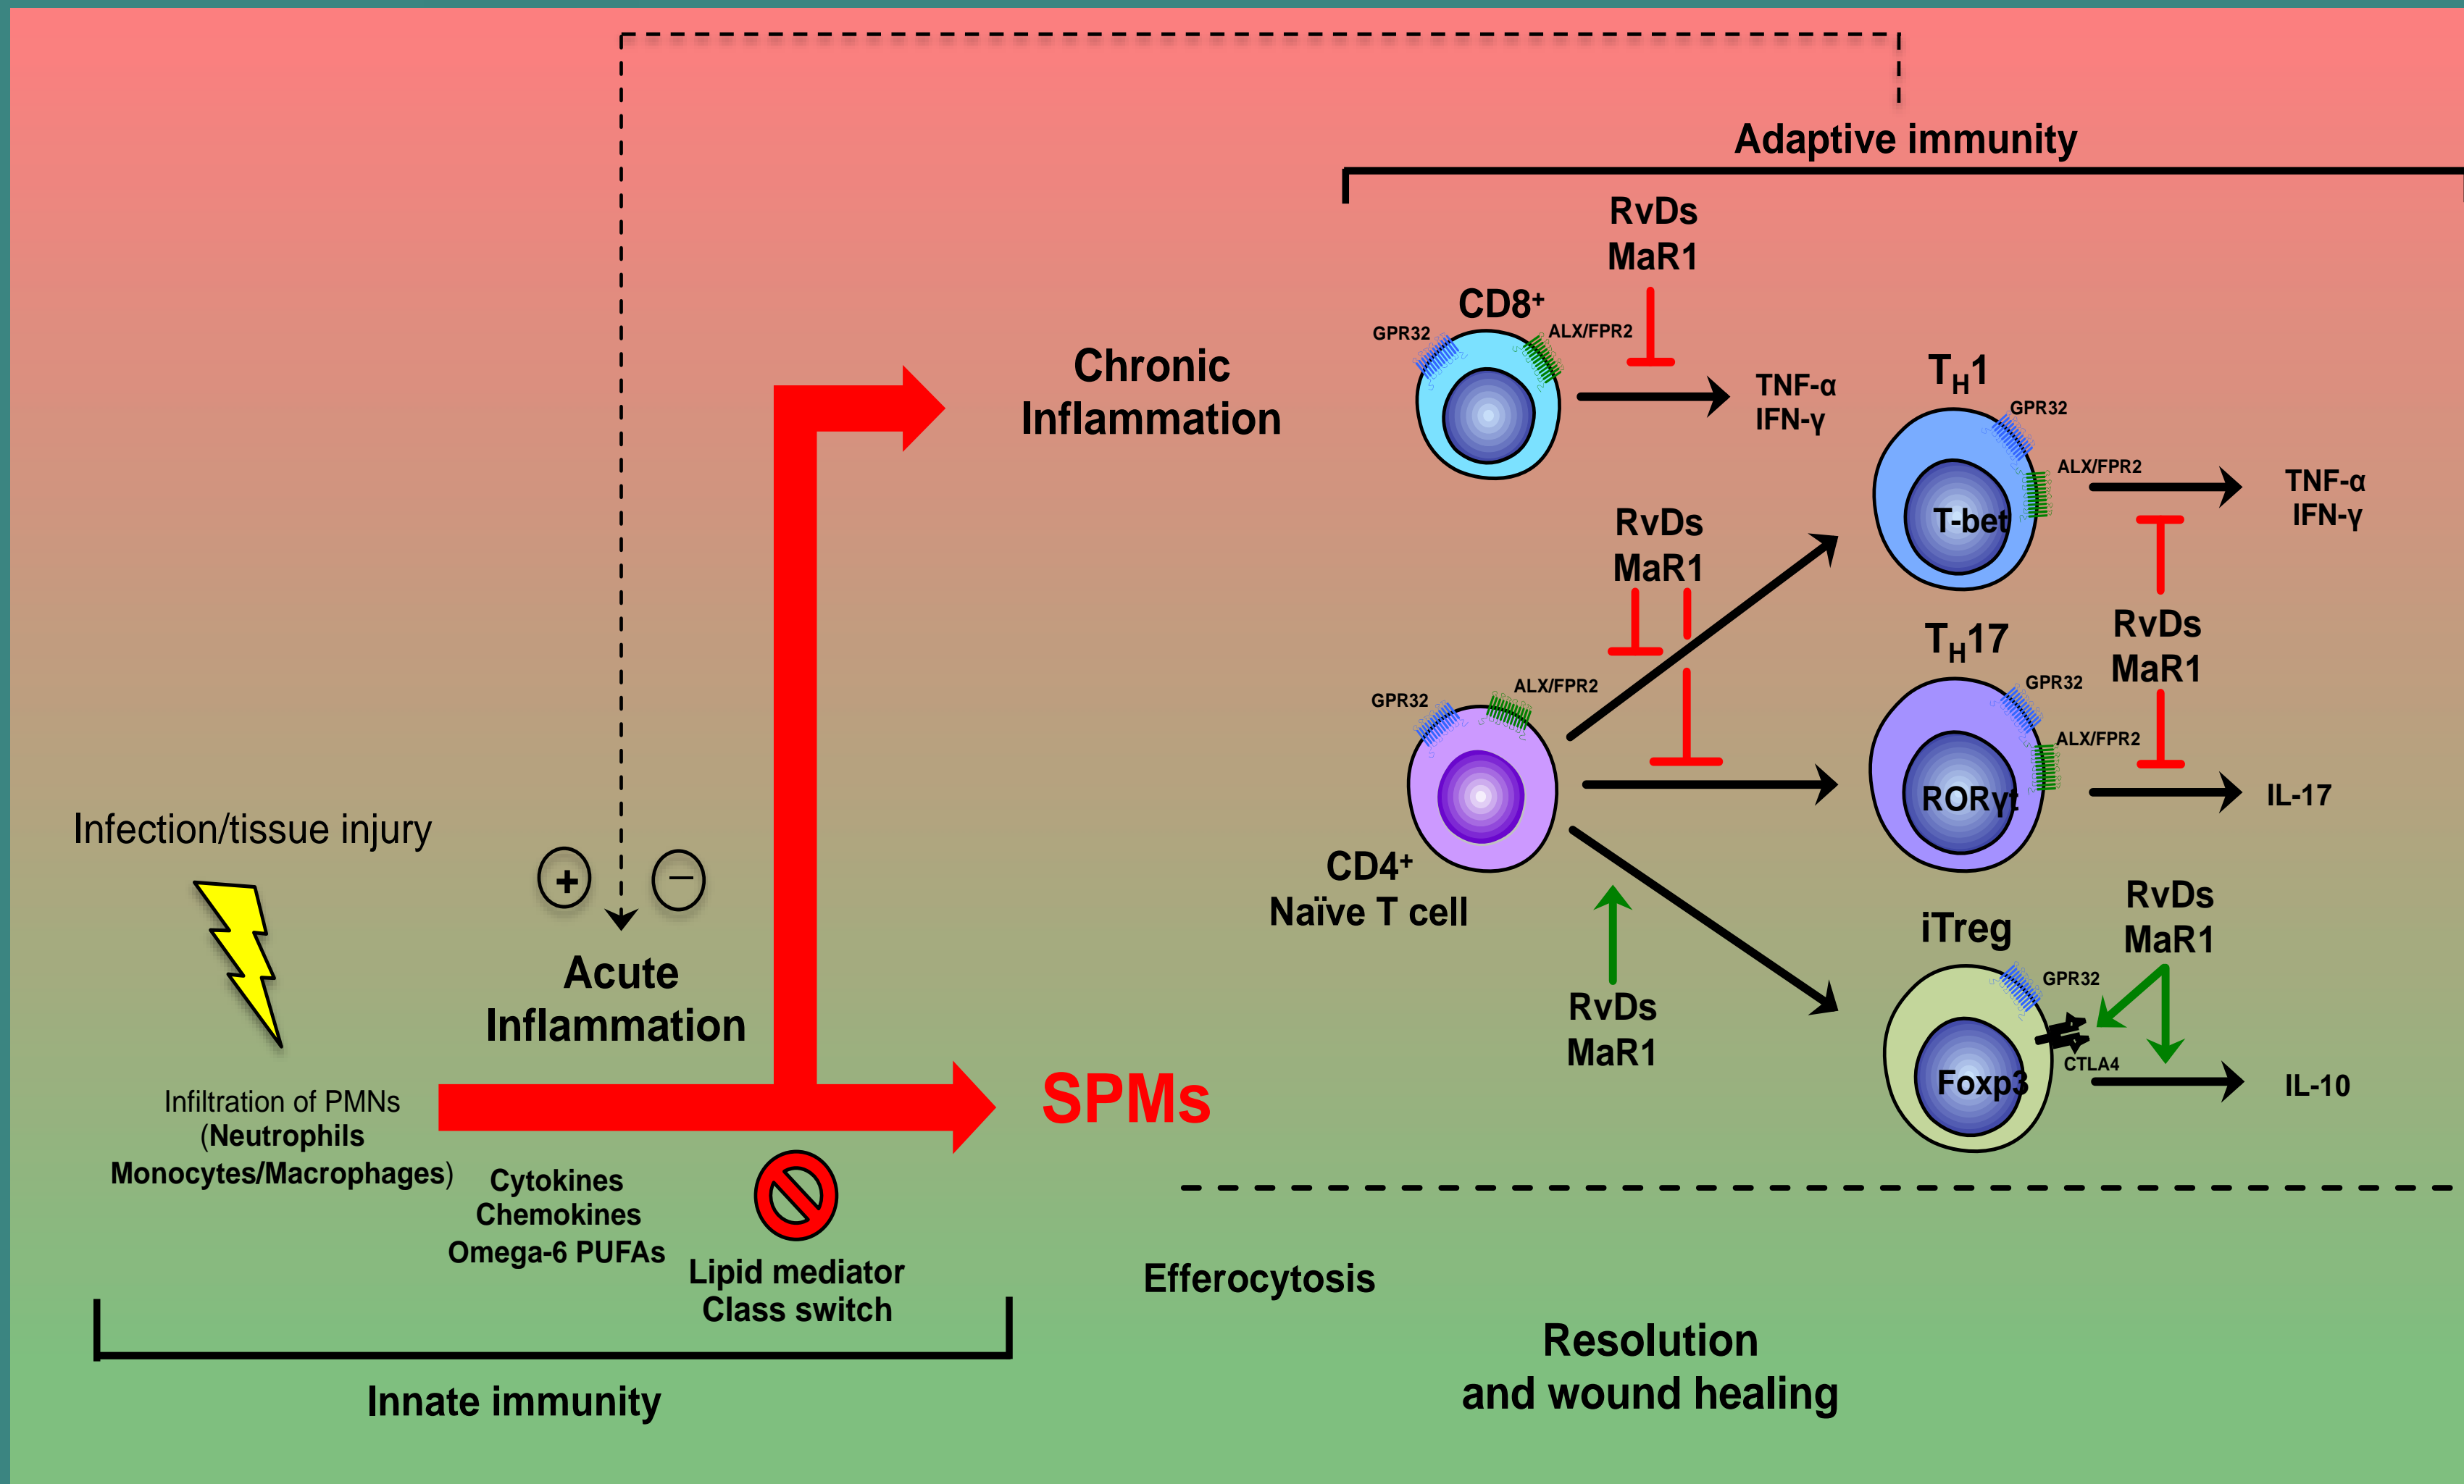 Adaptive immunity
RvDs
MaR1
CD8⁺
GPR32
ALX/FPR2
Chronic
Inflammation
TNF-α
IFN-γ
TH1
GPR32
ALX/FPR2
T-bet
TNF-α
IFN-γ
RvDs
MaR1
RvDs
MaR1
TH17
GPR32
ALX/FPR2
RORγt
IL-17
GPR32
ALX/FPR2
CD4⁺
Naïve T cell
RvDs
MaR1
iTreg
GPR32
CTLA4
Foxp3
RvDs
MaR1
IL-10
Infection/tissue injury
+
−
Acute
Inflammation
Infiltration of PMNs
(Neutrophils
Monocytes/Macrophages)
SPMs
Cytokines
Chemokines
Omega-6 PUFAs
Lipid mediator
Class switch
Innate immunity
Efferocytosis
Resolution
and wound healing